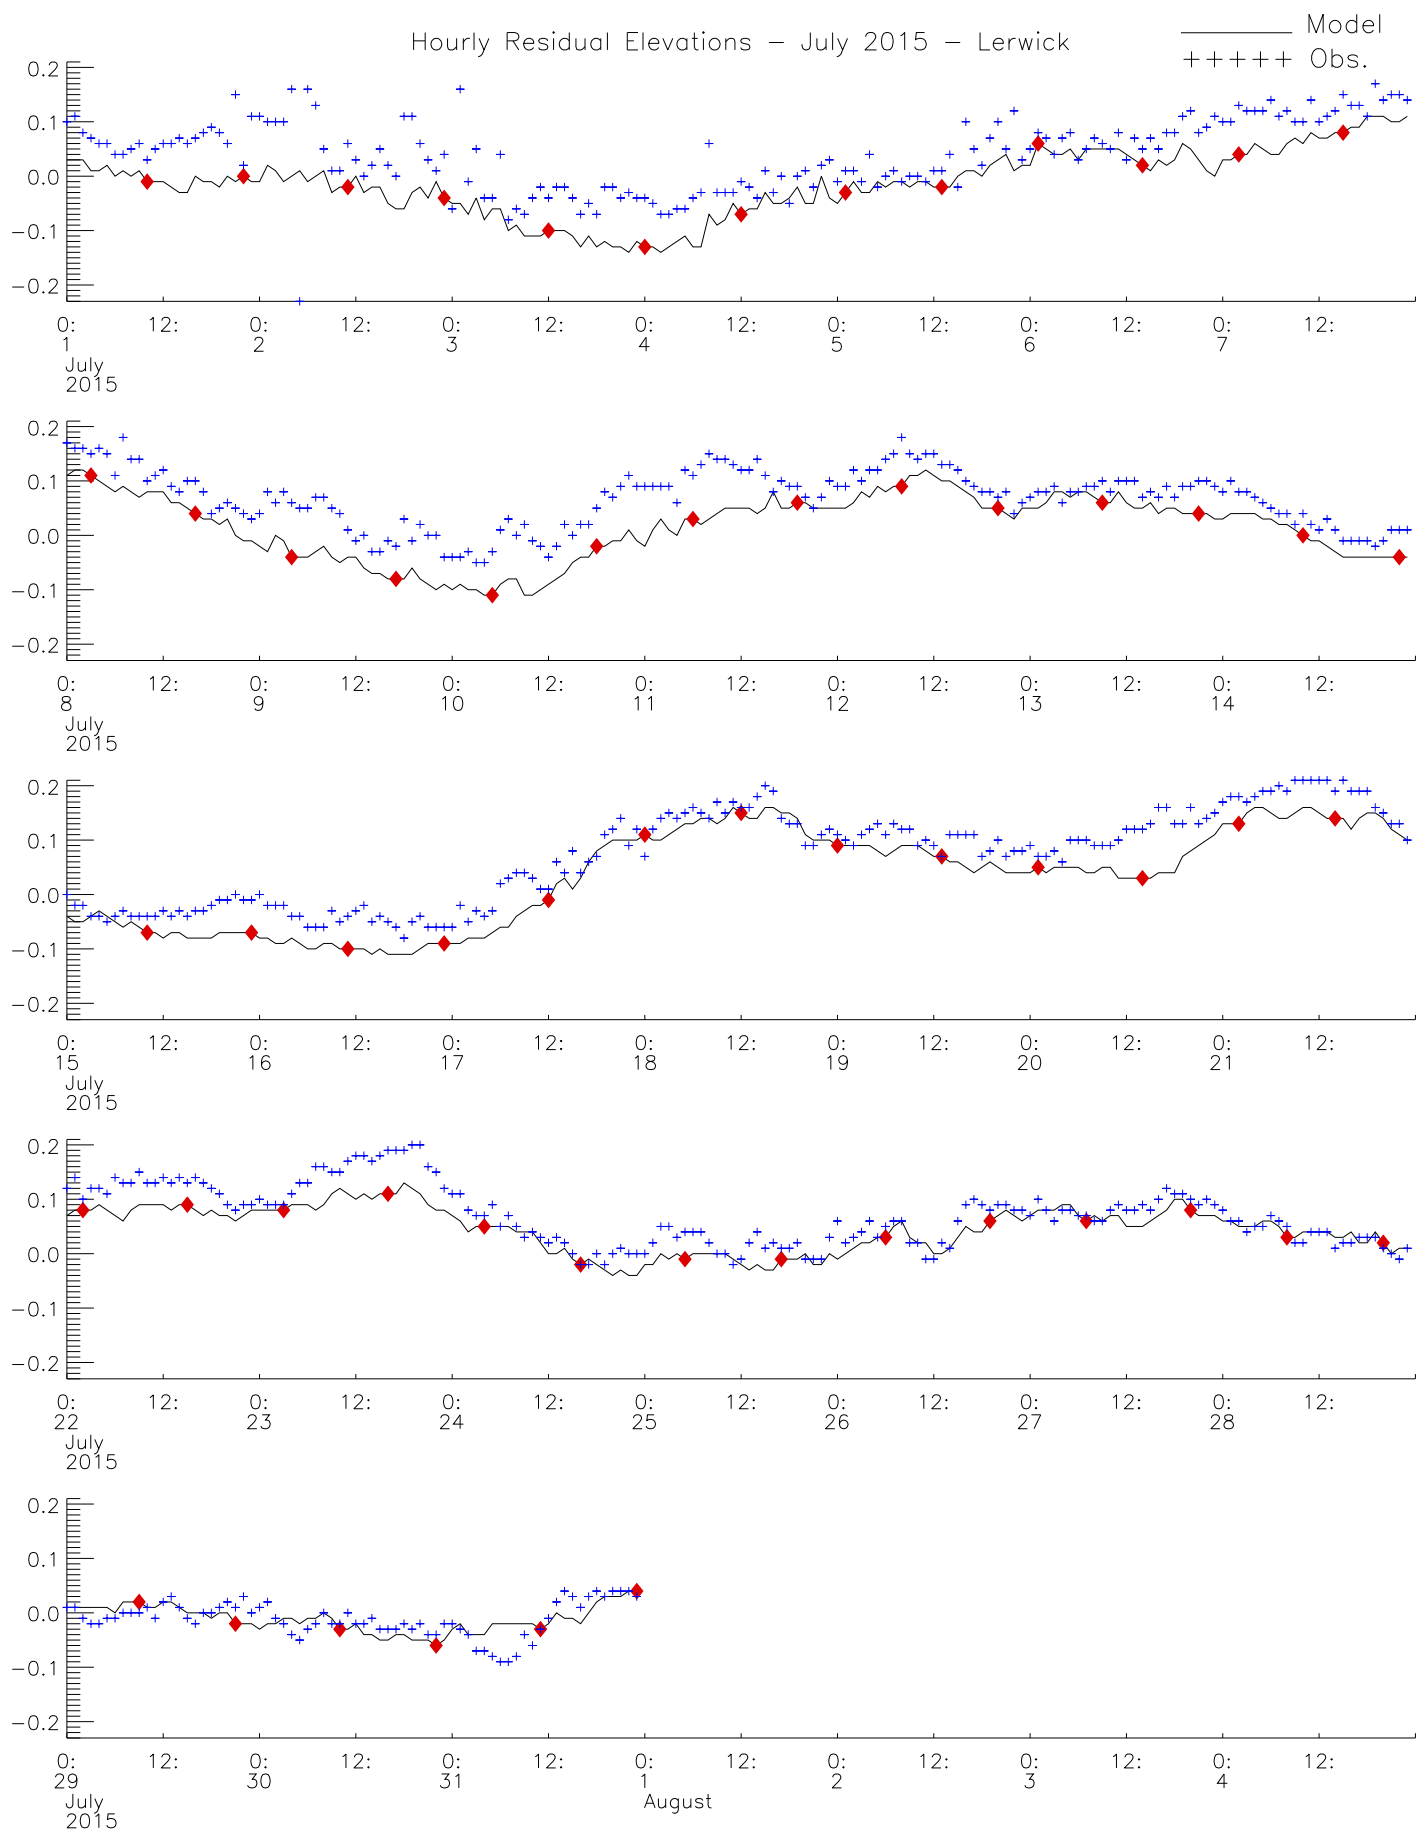 Hourly Residual Elevations – July 2015 – Lerwick
Model
+++++ Obs.
0.2
0.1
0.0
−0.1
−0.2
0: 12: 0: 12: 0: 12: 0: 12: 0: 12: 0: 12: 0: 12:
1 2 3 4 5 6 7
July
2015
0.2
0.1
0.0
−0.1
−0.2
0: 12: 0: 12: 0: 12: 0: 12: 0: 12: 0: 12: 0: 12:
8 9 10 11 12 13 14
July
2015
0.2
0.1
0.0
−0.1
−0.2
0: 12: 0: 12: 0: 12: 0: 12: 0: 12: 0: 12: 0: 12:
15 16 17 18 19 20 21
July
2015
0.2
0.1
0.0
−0.1
−0.2
0: 12: 0: 12: 0: 12: 0: 12: 0: 12: 0: 12: 0: 12:
22 23 24 25 26 27 28
July
2015
0.2
0.1
0.0
−0.1
−0.2
0: 12: 0: 12: 0: 12: 0: 12: 0: 12: 0: 12: 0: 12:
29 30 31 1 2 3 4
July August
2015